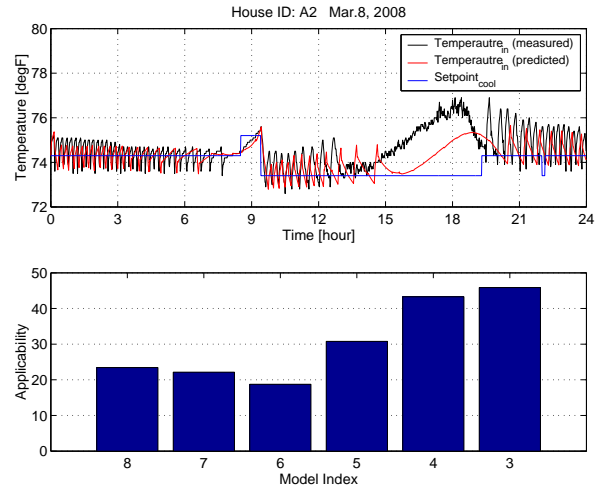 House ID: A2 Mar.8, 2008
80
78
76
74
72
Temperature [degF]
Temperautre_in (measured)
Temperautre_in (predicted)
Setpoint_cool
0 3 6 9 12 15 18 21 24
Time [hour]
50
40
30
20
10
0
Applicability
8 7 6 5 4 3
Model Index